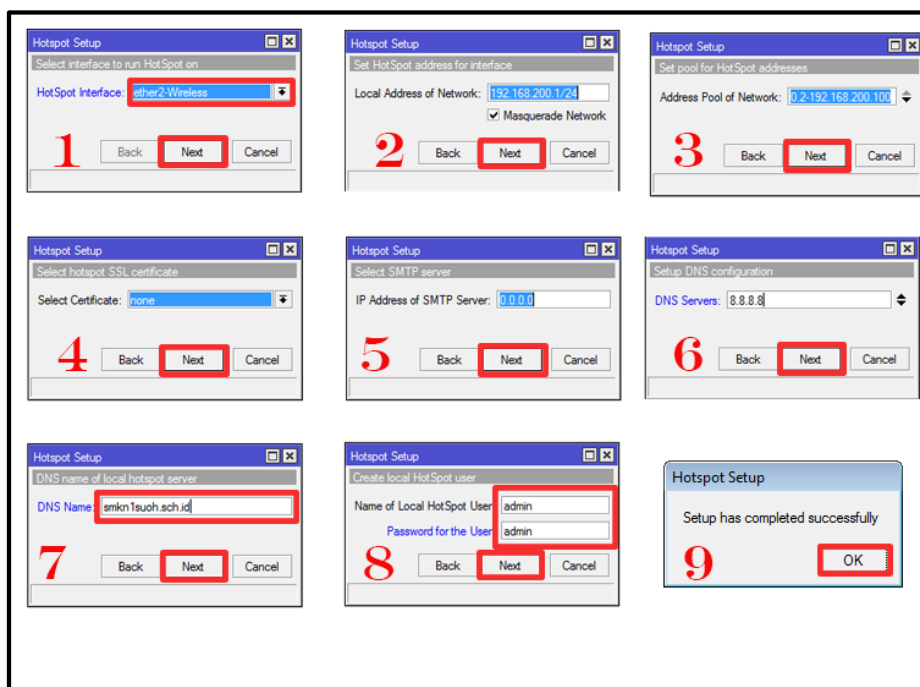 Hotspot Setup
Select interface to run HotSpot on
HotSpot Interface: ether2-Wireless
1
Back Next Cancel
Hotspot Setup
Set HotSpot address for interface
Local Address of Network: 192.168.200.1/24
Masquerade Network
2
Back Next Cancel
Hotspot Setup
Set pool for HotSpot addresses
Address Pool of Network: 0.2-192.168.200.100
3
Back Next Cancel
Hotspot Setup
Select hotspot SSL certificate
Select Certificate: none
4
Back Next Cancel
Hotspot Setup
Select SMTP server
IP Address of SMTP Server: 0.0.0.0
5
Back Next Cancel
Hotspot Setup
Setup DNS configuration
DNS Servers: 8.8.8.8
6
Back Next Cancel
Hotspot Setup
DNS name of local hotspot server
DNS Name: smkn1suoh.sch.id
7
Back Next Cancel
Hotspot Setup
Create local HotSpot user
Name of Local HotSpot User: admin
Password for the User: admin
8
Back Next Cancel
Hotspot Setup
Setup has completed successfully
9
OK